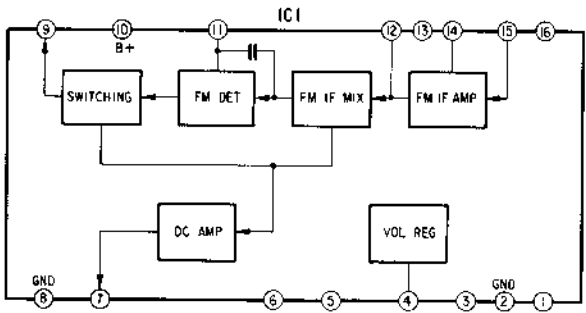 IC1
9 10 11 12 13 14 15 16
B+
SWITCHING FM DET FM IF MIX FM IF AMP
DC AMP VOL REG
GND GND
8 7 6 5 4 3 2 1